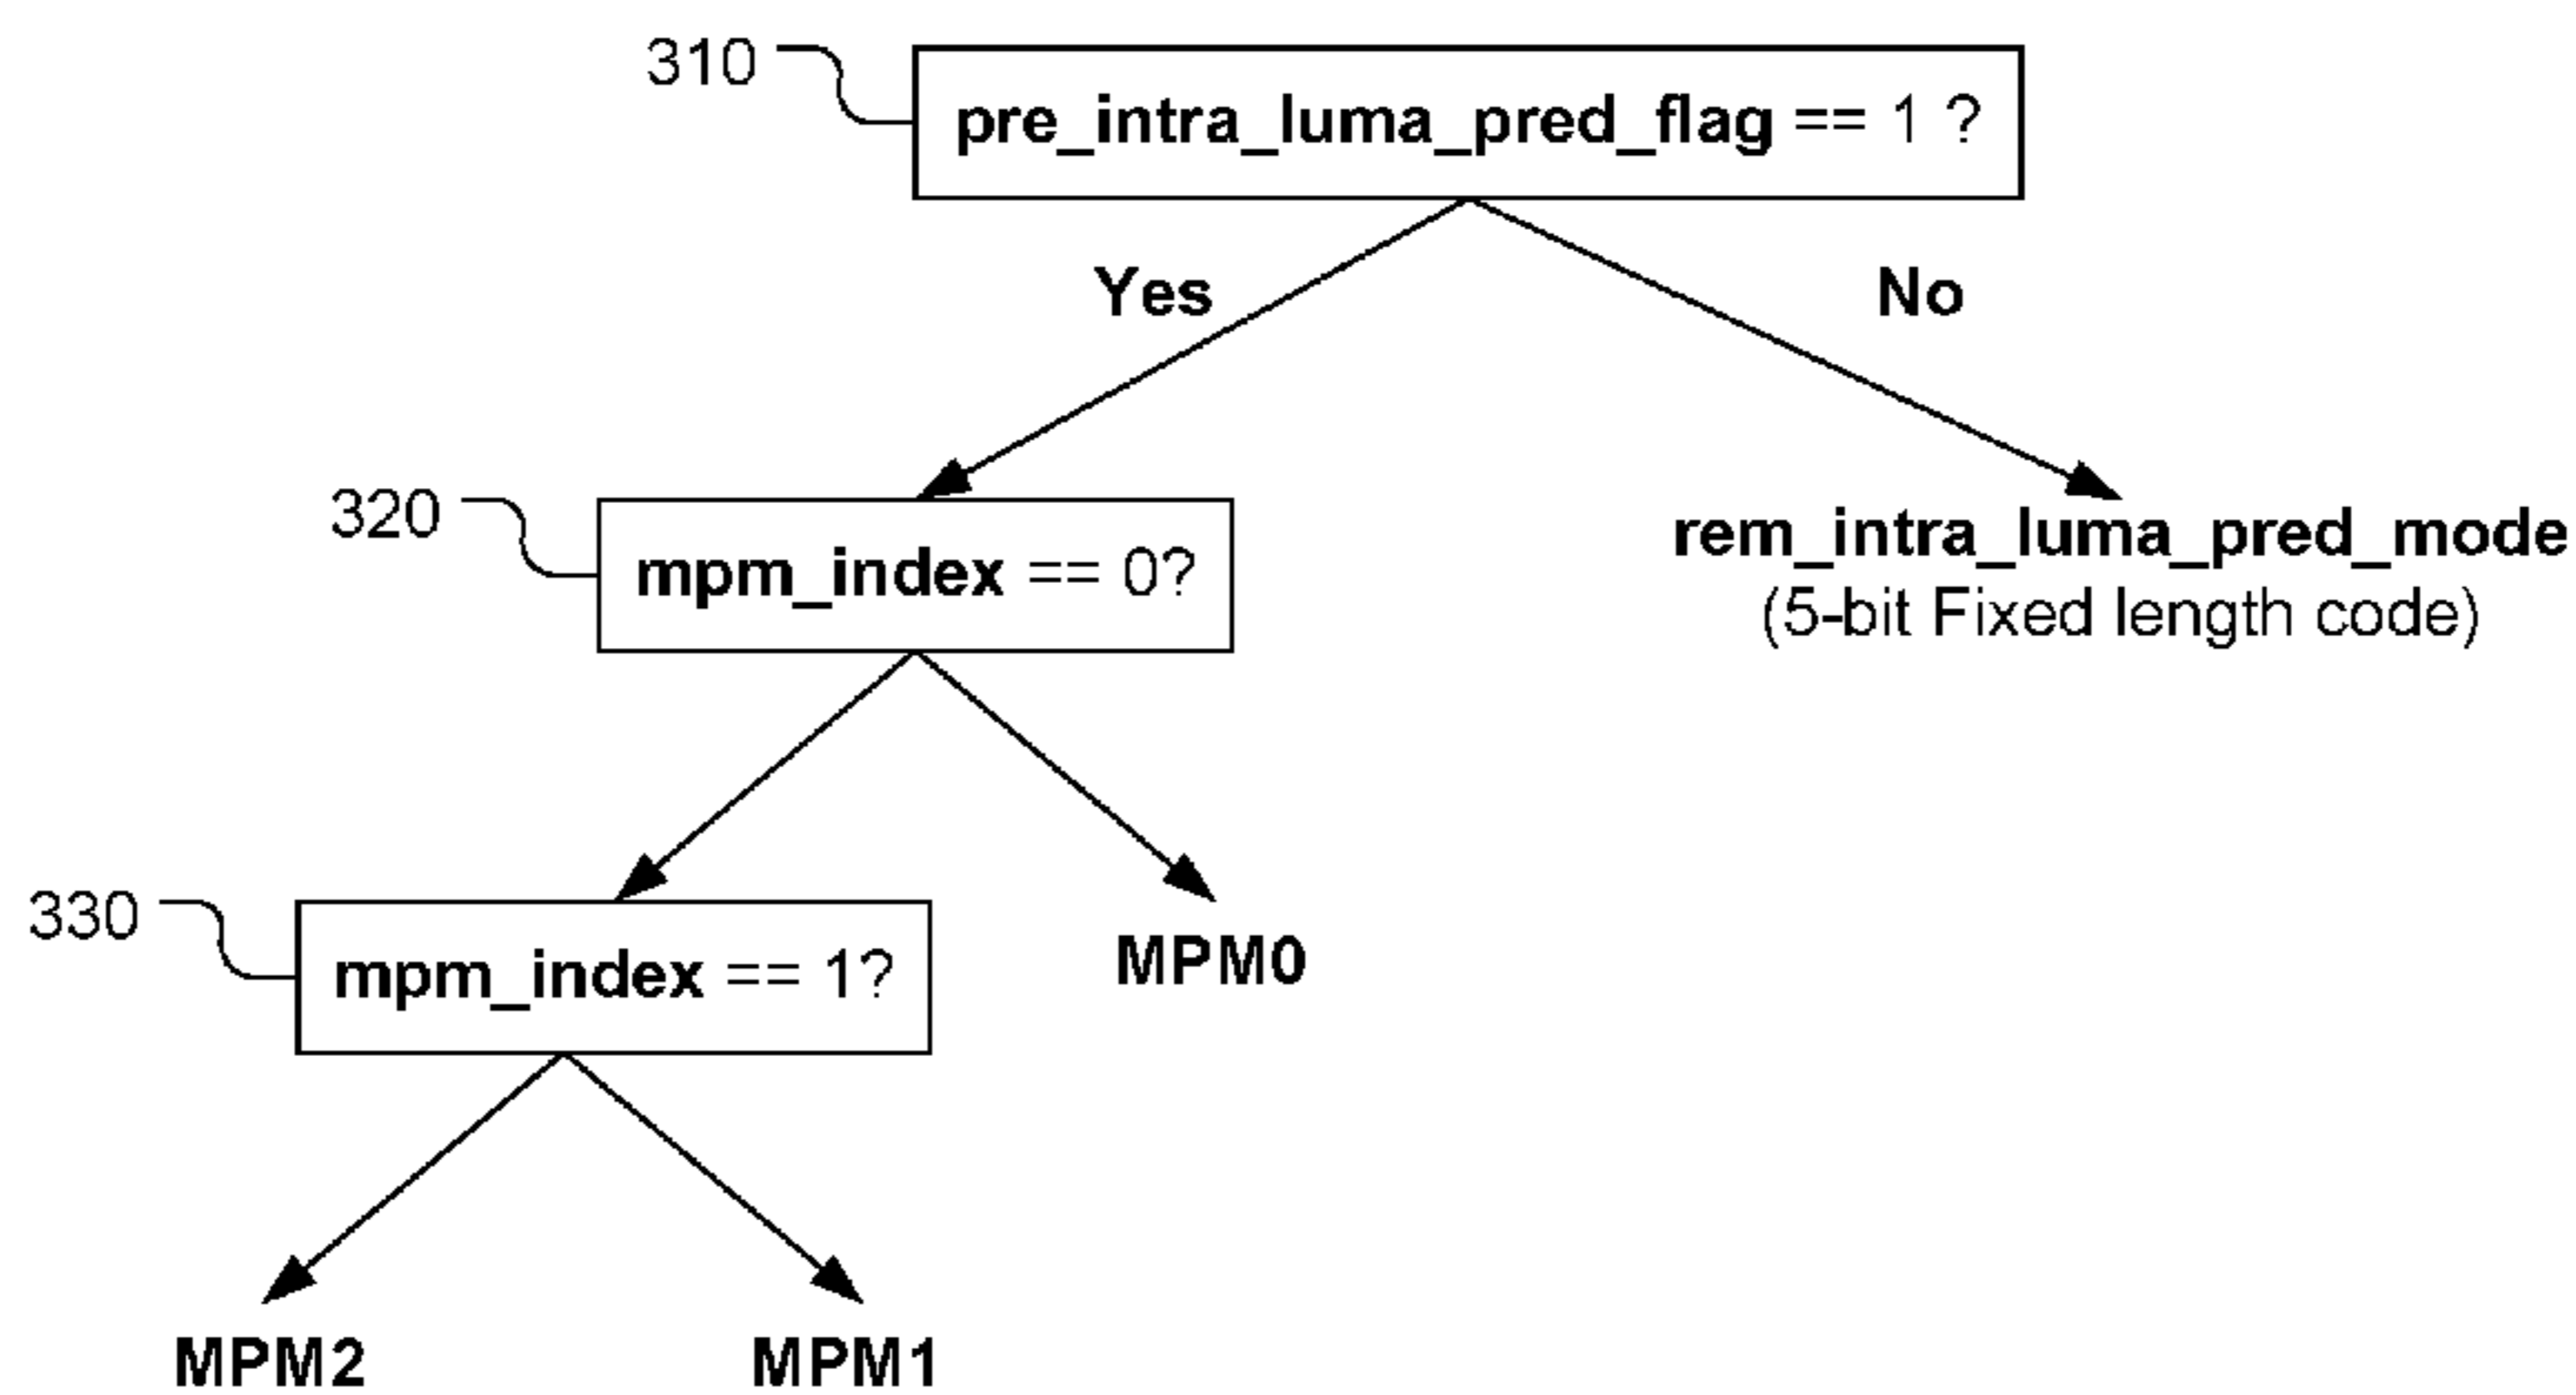 310
pre_intra_luma_pred_flag == 1 ?
Yes
No
320
mpm_index == 0?
rem_intra_luma_pred_mode
(5-bit Fixed length code)
330
mpm_index == 1?
MPM0
MPM2
MPM1